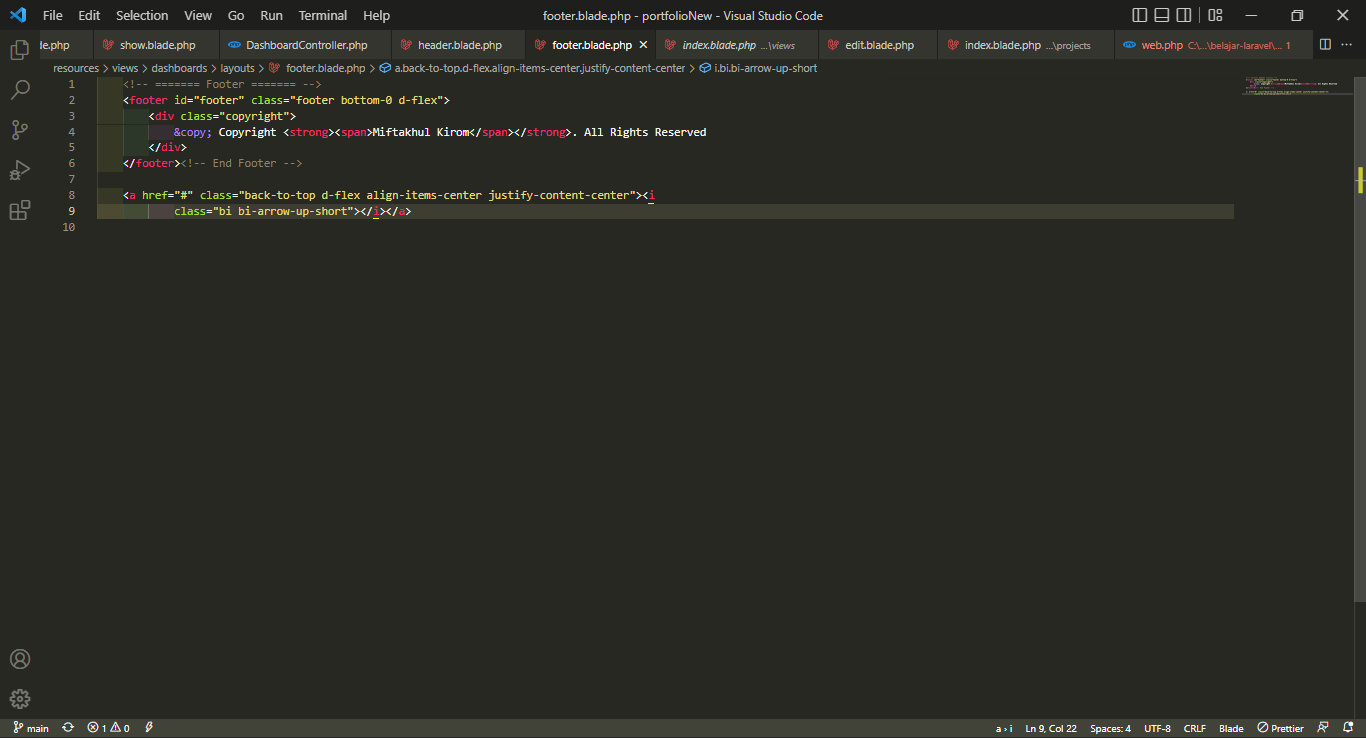 File Edit Selection View Go Run Terminal Help footer.blade.php - portfolioNew - Visual Studio Code
de.php show.blade.php DashboardController.php header.blade.php footer.blade.php index.blade.php ...\views edit.blade.php index.blade.php ...\projects web.php C:\...\belajar-laravel\... 1
resources > views > dashboards > layouts > footer.blade.php > a.back-to-top.d-flex.align-items-center.justify-content-center > i.bi.bi-arrow-up-short
1 <!-- ======= Footer ======= -->
2 <footer id="footer" class="footer bottom-0 d-flex">
3 <div class="copyright">
4 &copy; Copyright <strong><span>Miftakhul Kirom</span></strong>. All Rights Reserved
5 </div>
6 </footer><!-- End Footer -->
7
8 <a href="#" class="back-to-top d-flex align-items-center justify-content-center"><i
9 class="bi bi-arrow-up-short"></i></a>
10
main 1 0 a › i Ln 9, Col 22 Spaces: 4 UTF-8 CRLF Blade Prettier